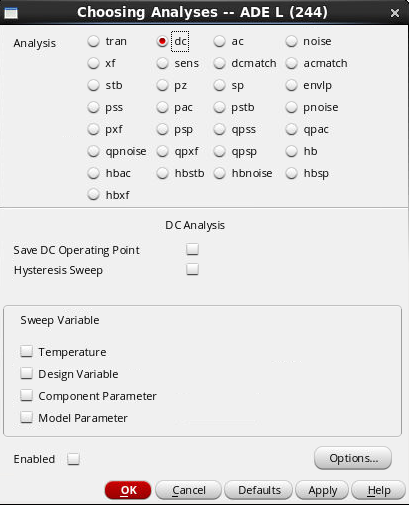 Choosing Analyses -- ADE L (244)
Analysis tran dc ac noise
xf sens dcmatch acmatch
stb pz sp envlp
pss pac pstb pnoise
pxf psp qpss qpac
qpnoise qpxf qpsp hb
hbac hbstb hbnoise hbsp
hbxf
DC Analysis
Save DC Operating Point
Hysteresis Sweep
Sweep Variable
Temperature
Design Variable
Component Parameter
Model Parameter
Enabled Options...
OK Cancel Defaults Apply Help